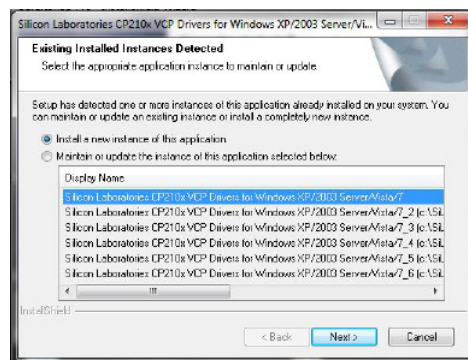 Silicon Laboratories CP210x VCP Drivers for Windows XP/2003 Server/Vi...
Existing Installed Instances Detected
Select the appropriate application instance to maintain or update.
Setup has detected one or more instances of this application already installed on your system. You
can maintain or update an existing instance or install a completely new instance.
Install a new instance of this application.
Maintain or update the instance of this application selected below:
Display Name
Silicon Laboratories CP210x VCP Drivers for Windows XP/2003 Server/Vista/7
Silicon Laboratories CP210x VCP Drivers for Windows XP/2003 Server/Vista/7_2 (c:\SiL
Silicon Laboratories CP210x VCP Drivers for Windows XP/2003 Server/Vista/7_3 (c:\SiL
Silicon Laboratories CP210x VCP Drivers for Windows XP/2003 Server/Vista/7_4 (c:\SiL
Silicon Laboratories CP210x VCP Drivers for Windows XP/2003 Server/Vista/7_5 (c:\SiL
Silicon Laboratories CP210x VCP Drivers for Windows XP/2003 Server/Vista/7_6 (c:\SiL
InstallShield
< Back
Next >
Cancel